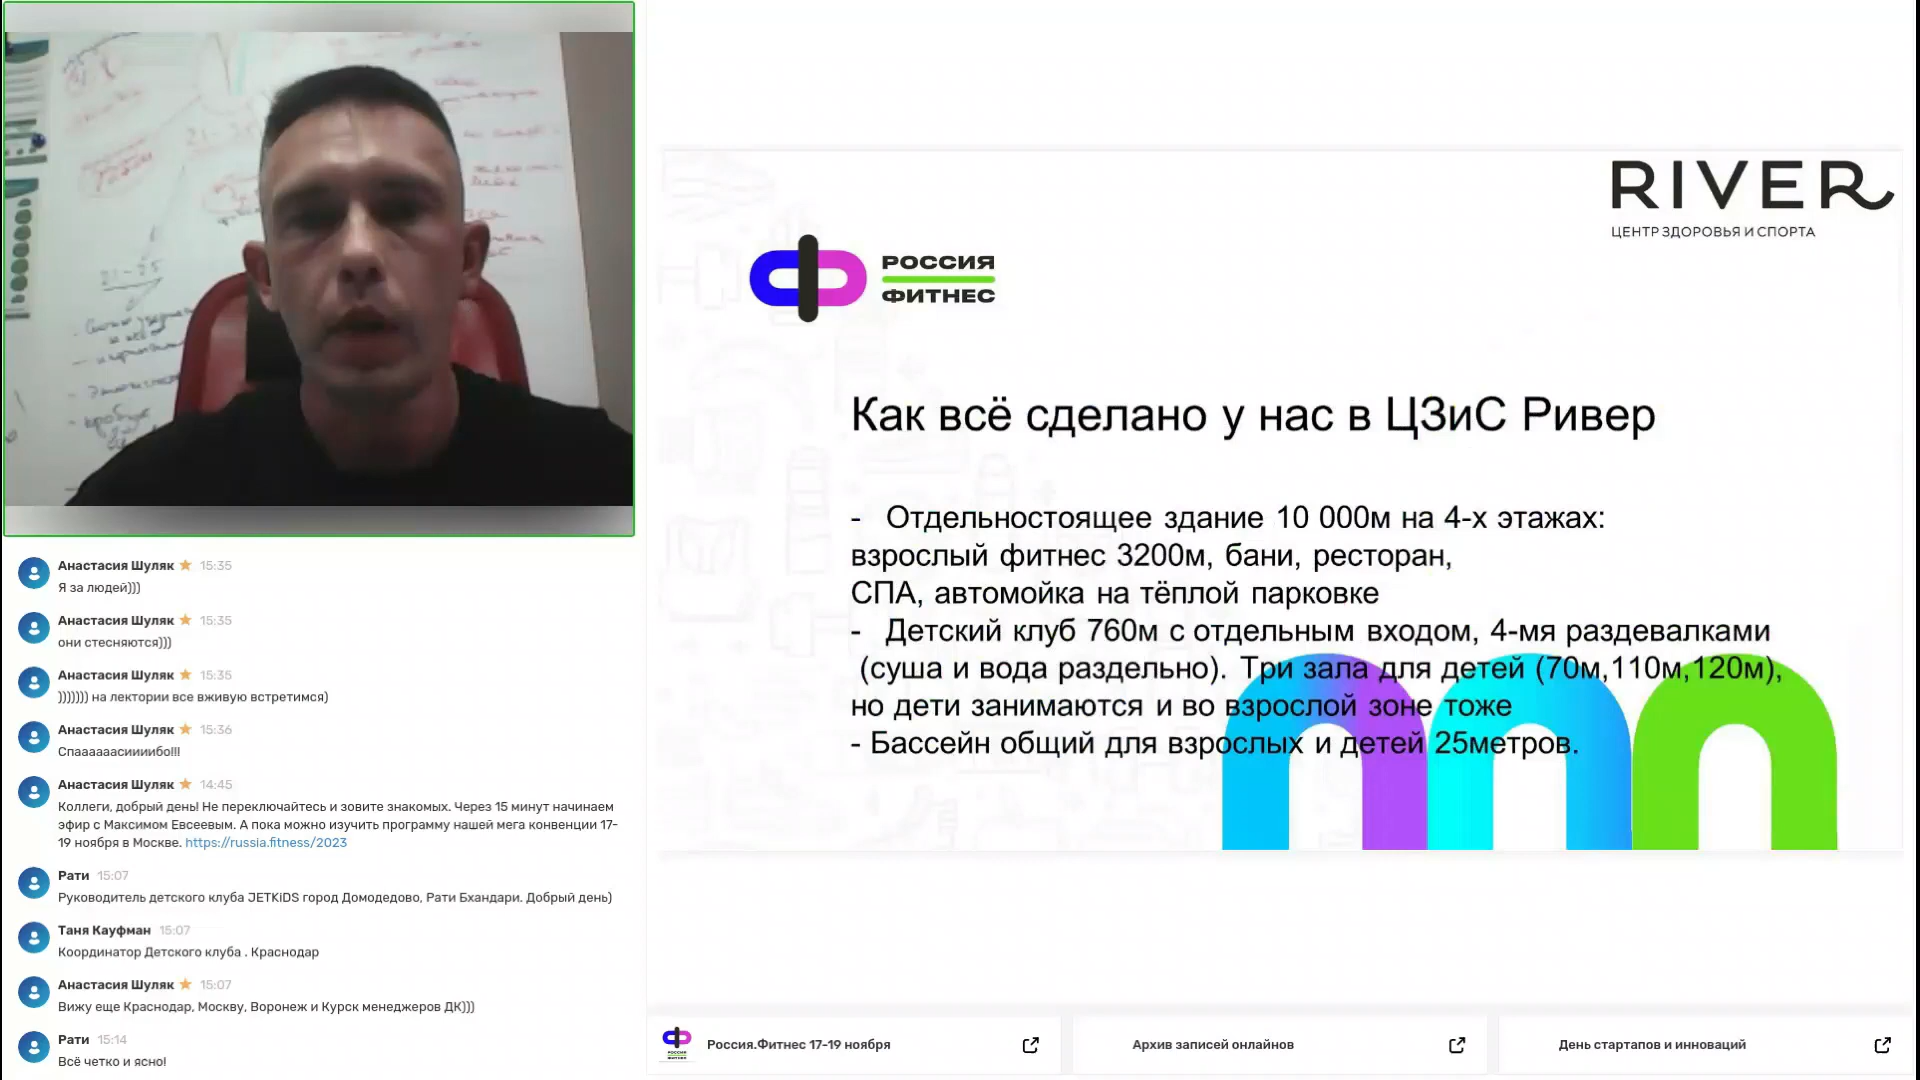 21-25
Анастасия Шуляк 15:35
Я за людей)))
Анастасия Шуляк 15:35
они стесняются)))
Анастасия Шуляк 15:35
))))))) на лектории все вживую встретимся)
Анастасия Шуляк 15:36
Спаааааасиииибо!!!
Анастасия Шуляк 14:45
Коллеги, добрый день! Не переключайтесь и зовите знакомых. Через 15 минут начинаем
эфир с Максимом Евсеевым. А пока можно изучить программу нашей мега конвенции 17-
19 ноября в Москве. https://russia.fitness/2023
Рати 15:07
Руководитель детского клуба JETKiDS город Домодедово, Рати Бхандари. Добрый день)
Таня Кауфман 15:07
Координатор Детского клуба . Краснодар
Анастасия Шуляк 15:07
Вижу еще Краснодар, Москву, Воронеж и Курск менеджеров ДК)))
Рати 15:14
Всё четко и ясно!
RIVER
ЦЕНТР ЗДОРОВЬЯ И СПОРТА
РОССИЯ
ФИТНЕС
Как всё сделано у нас в ЦЗиС Ривер
- Отдельностоящее здание 10 000м на 4-х этажах:
взрослый фитнес 3200м, бани, ресторан,
СПА, автомойка на тёплой парковке
- Детский клуб 760м с отдельным входом, 4-мя раздевалками
(суша и вода раздельно). Три зала для детей (70м,110м,120м),
но дети занимаются и во взрослой зоне тоже
- Бассейн общий для взрослых и детей 25метров.
Россия.Фитнес 17-19 ноября
Архив записей онлайнов
День стартапов и инноваций